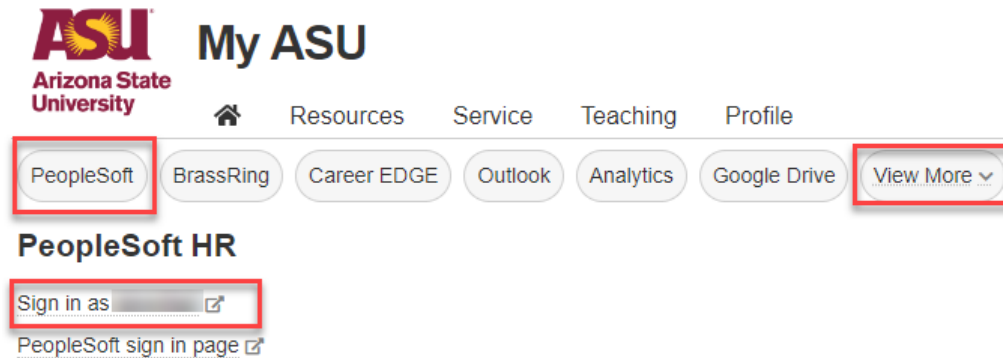 ASU
My ASU
Arizona State
University
Resources Service Teaching Profile
PeopleSoft BrassRing Career EDGE Outlook Analytics Google Drive View More
PeopleSoft HR
Sign in as
PeopleSoft sign in page